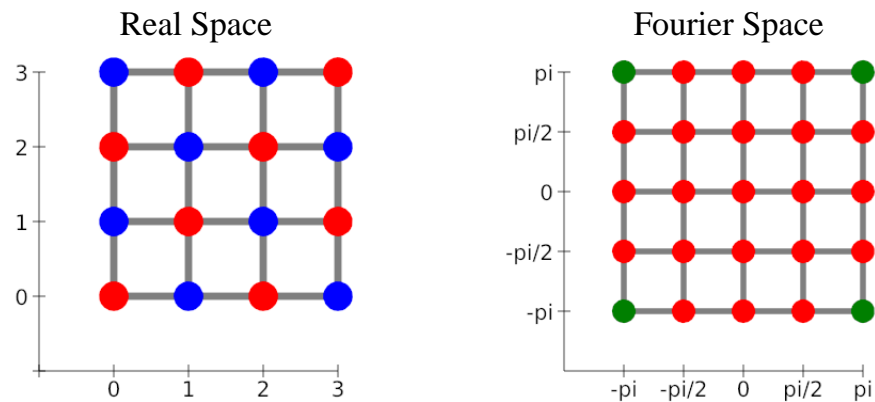 Real Space
3
2
1
0
0 1 2 3
Fourier Space
pi
pi/2
0
-pi/2
-pi
-pi -pi/2 0 pi/2 pi